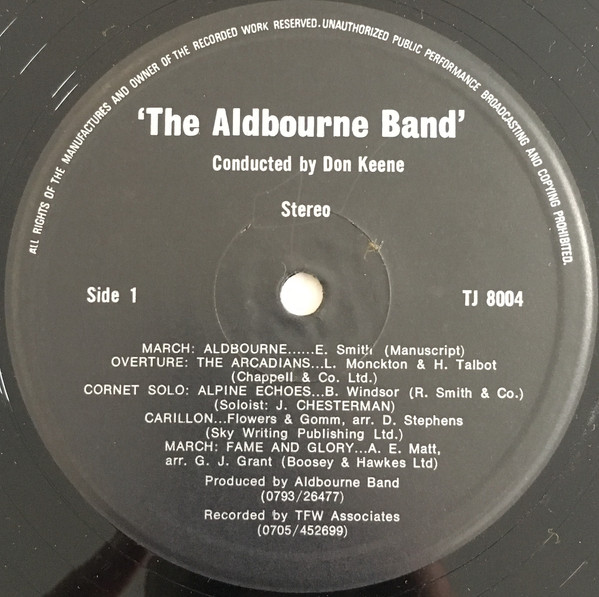 ALL RIGHTS OF THE MANUFACTURES AND OWNER OF THE RECORDED WORK RESERVED. UNAUTHORIZED PUBLIC PERFORMANCE BROADCASTING AND COPYING PROHIBITED.
‘The Aldbourne Band’
Conducted by Don Keene
Stereo
Side 1
TJ 8004
MARCH: ALDBOURNE......E. Smith (Manuscript)
OVERTURE: THE ARCADIANS...L. Monckton & H. Talbot
(Chappell & Co. Ltd.)
CORNET SOLO: ALPINE ECHOES...B. Windsor (R. Smith & Co.)
(Soloist: J. CHESTERMAN)
CARILLON...Flowers & Gomm, arr. D. Stephens
(Sky Writing Publishing Ltd.)
MARCH: FAME AND GLORY...A. E. Matt,
arr. G. J. Grant (Boosey & Hawkes Ltd)
Produced by Aldbourne Band
(0793/26477)
Recorded by TFW Associates
(0705/452699)